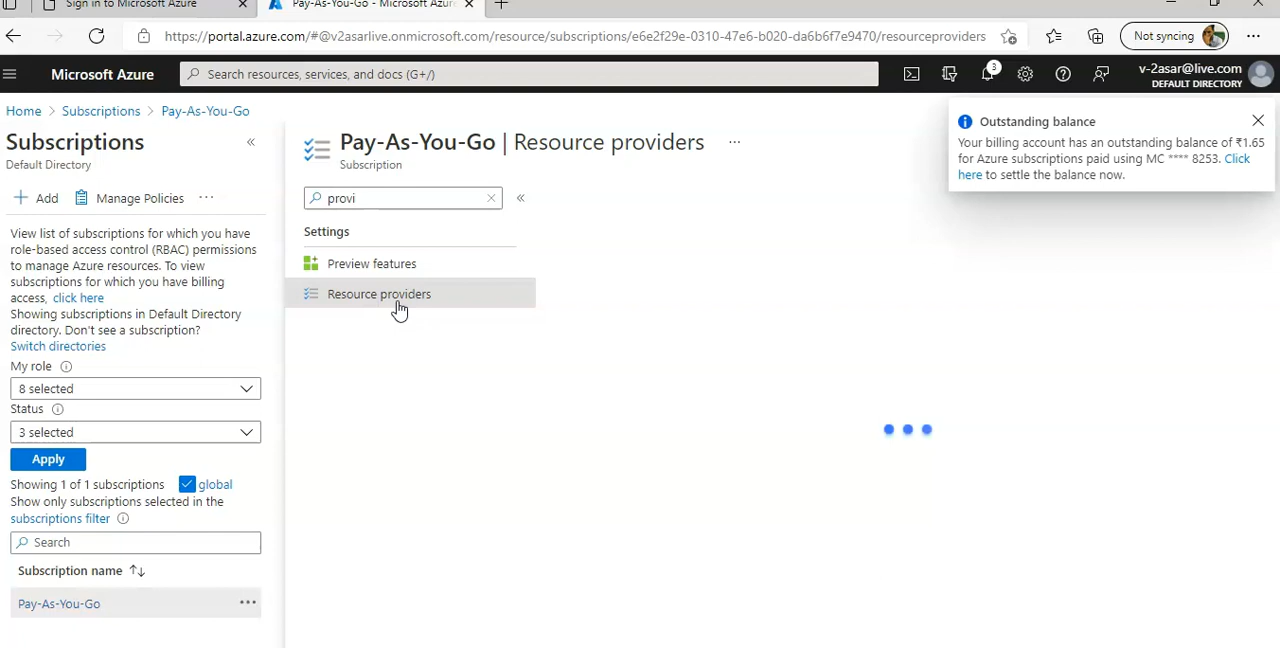 Sign in to Microsoft Azure
Pay-As-You-Go - Microsoft Azure
https://portal.azure.com/#@v2asarlive.onmicrosoft.com/resource/subscriptions/e6e2f29e-0310-47e6-b020-da6b6f7e9470/resourceproviders
Not syncing
Microsoft Azure
Search resources, services, and docs (G+/)
3
v-2asar@live.com
DEFAULT DIRECTORY
Home > Subscriptions > Pay-As-You-Go
Subscriptions
Default Directory
Add
Manage Policies
View list of subscriptions for which you have
role-based access control (RBAC) permissions
to manage Azure resources. To view
subscriptions for which you have billing
access, click here
Showing subscriptions in Default Directory
directory. Don't see a subscription?
Switch directories
My role
8 selected
Status
3 selected
Apply
Showing 1 of 1 subscriptions global
Show only subscriptions selected in the
subscriptions filter
Search
Subscription name
Pay-As-You-Go
Pay-As-You-Go | Resource providers
Subscription
provi
Settings
Preview features
Resource providers
Outstanding balance
Your billing account has an outstanding balance of ₹1.65
for Azure subscriptions paid using MC **** 8253. Click
here to settle the balance now.